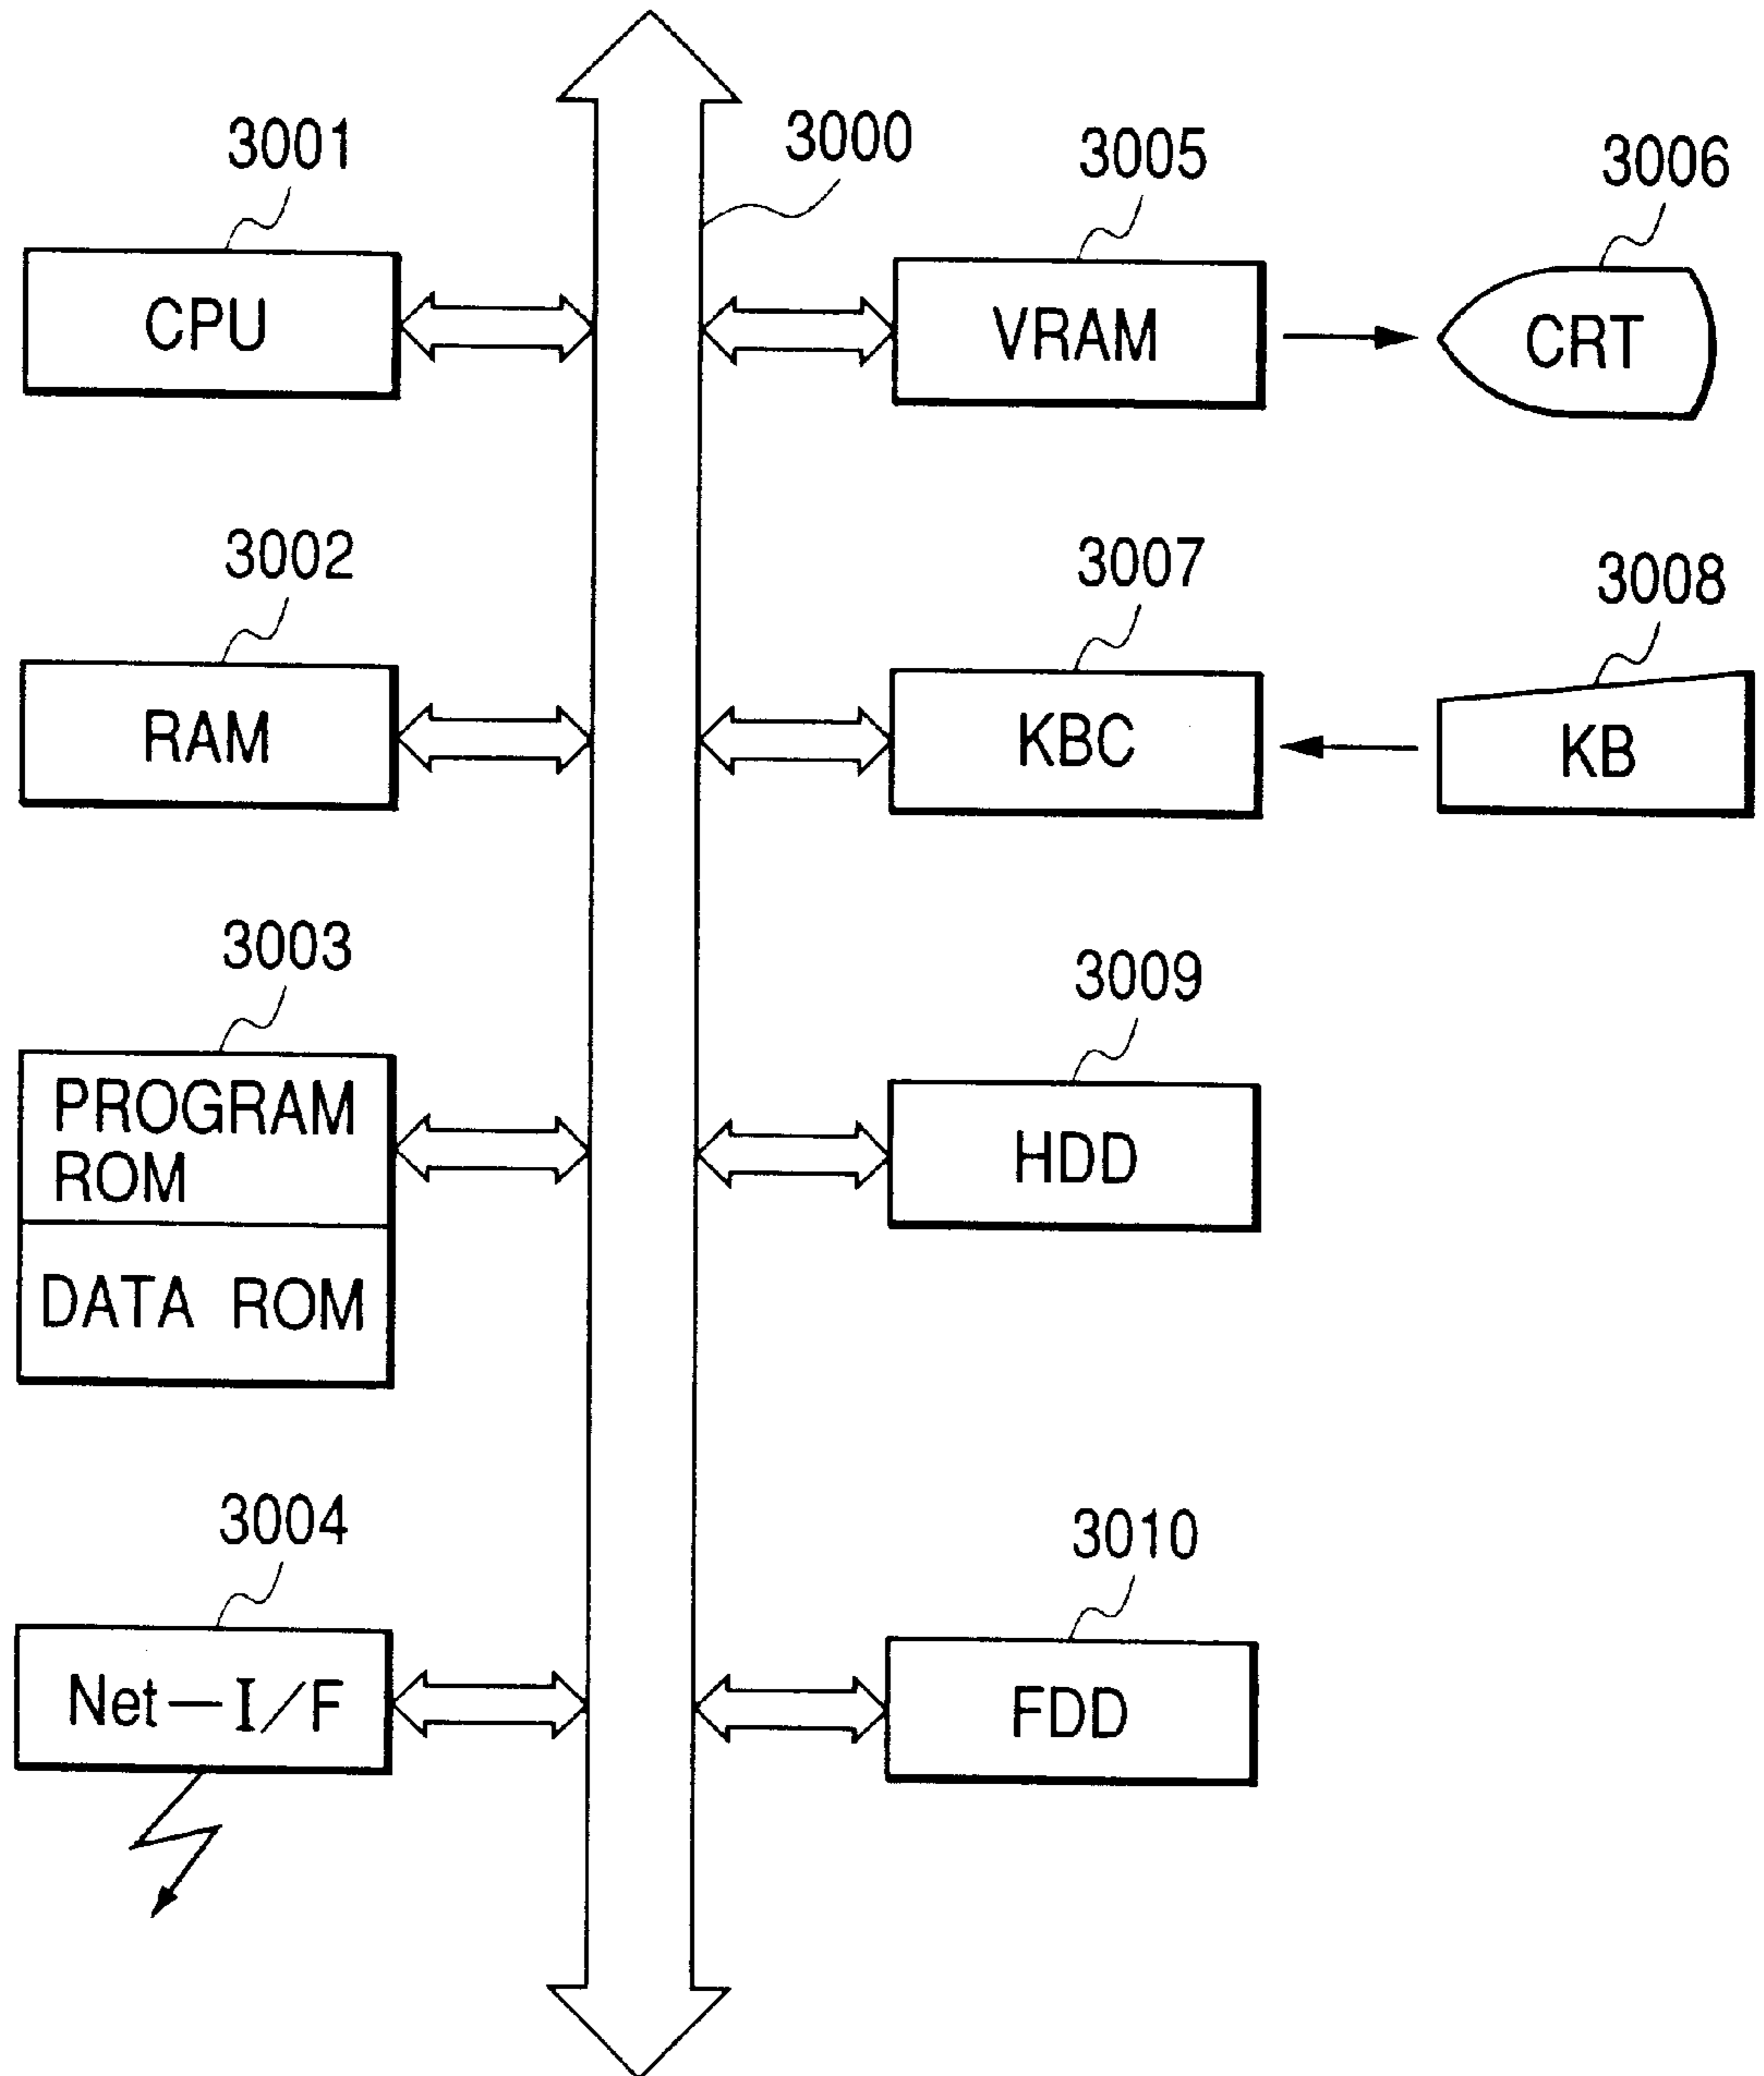 3000
3001
CPU
3005
VRAM
3006
CRT
3002
RAM
3007
KBC
3008
KB
3003
PROGRAM
ROM
DATA ROM
3009
HDD
3004
Net—I/F
3010
FDD